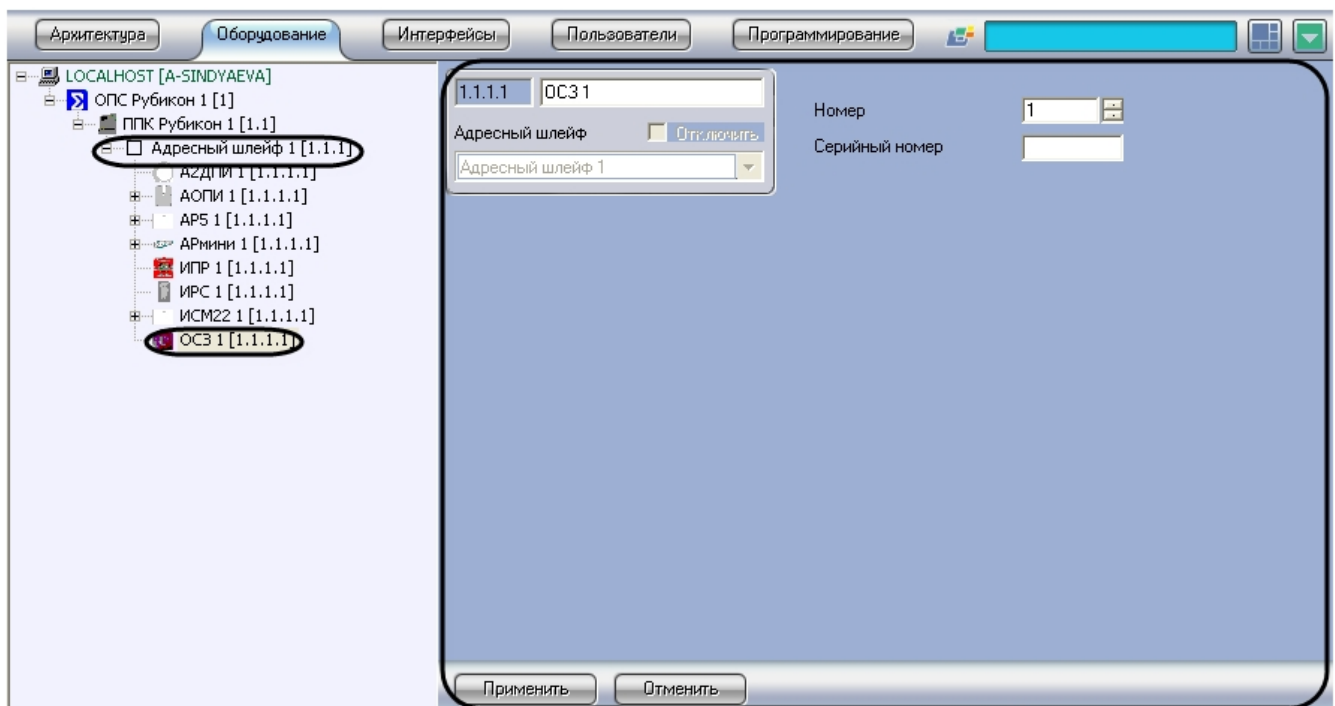 Архитектура Оборудование Интерфейсы Пользователи Программирование
LOCALHOST [A-SINDYAEVA]
ОПС Рубикон 1 [1]
ППК Рубикон 1 [1.1]
Адресный шлейф 1 [1.1.1]
А2ДПИ 1 [1.1.1.1]
АОПИ 1 [1.1.1.1]
АР5 1 [1.1.1.1]
АРмини 1 [1.1.1.1]
ИПР 1 [1.1.1.1]
ИРС 1 [1.1.1.1]
ИСМ22 1 [1.1.1.1]
ОСЗ 1 [1.1.1.1]
1.1.1.1 ОСЗ 1
Адресный шлейф Отключить
Адресный шлейф 1
Номер 1
Серийный номер
Применить Отменить